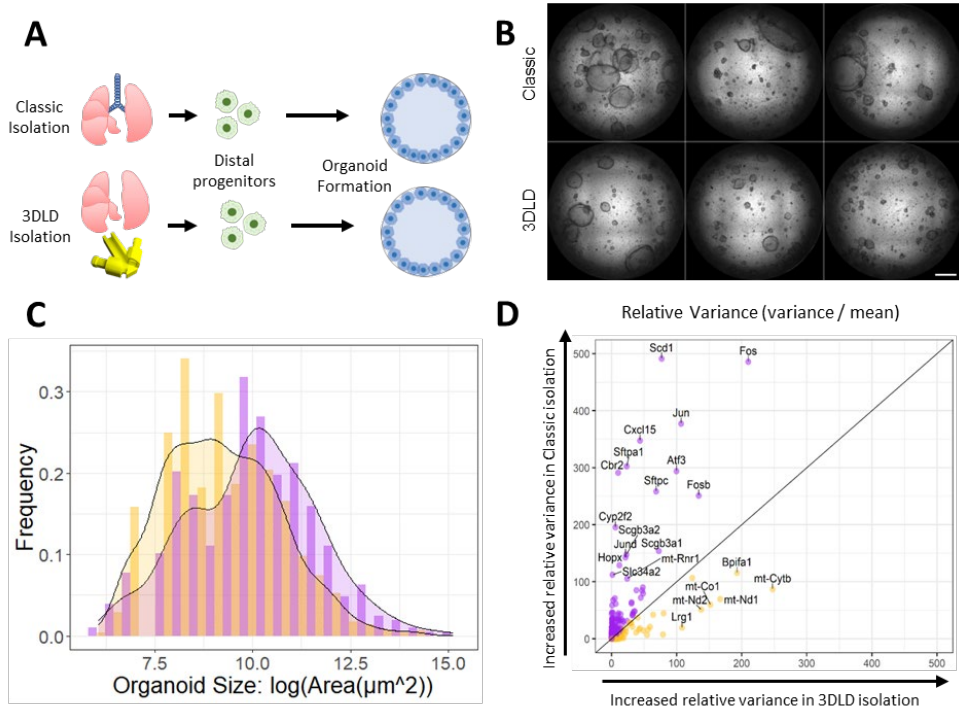 A
Classic
Isolation
Distal
progenitors
Organoid
Formation
3DLD
Isolation
B
Classic
3DLD
C
Frequency
0.3
0.2
0.1
0.0
7.5
10.0
12.5
15.0
Organoid Size: log(Area(µm^2))
D
Relative Variance (variance / mean)
Increased relative variance in Classic isolation
500
400
300
200
100
0
Scd1
Fos
Jun
Cxcl15
Sftpa1
Cbr2
Atf3
Sftpc
Fosb
Cyp2f2
Scgb3a2
Jund
Scgb3a1
Hopx
mt-Rnr1
Slc34a2
Bpifa1
mt-Co1
mt-Cytb
mt-Nd2
mt-Nd1
Lrg1
0
100
200
300
400
500
Increased relative variance in 3DLD isolation